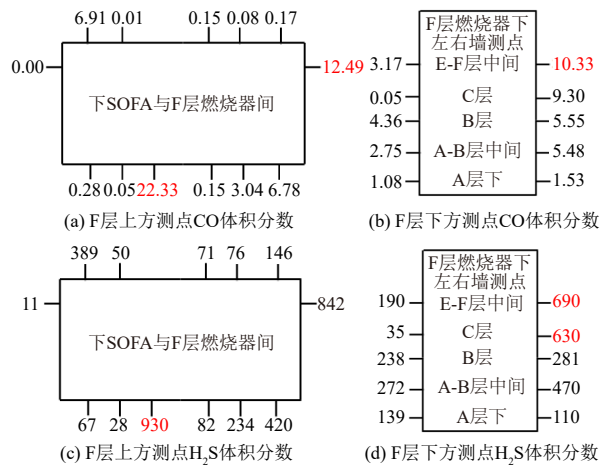 6.91 0.01 0.15 0.08 0.17
0.00 12.49
下SOFA与F层燃烧器间
0.28 0.05 22.33 0.15 3.04 6.78
(a) F层上方测点CO体积分数
F层燃烧器下
左右墙测点
3.17 E-F层中间 10.33
0.05 C层 9.30
4.36 B层 5.55
2.75 A-B层中间 5.48
1.08 A层下 1.53
(b) F层下方测点CO体积分数
389 50 71 76 146
11 842
下SOFA与F层燃烧器间
67 28 930 82 234 420
(c) F层上方测点H₂S体积分数
F层燃烧器下
左右墙测点
190 E-F层中间 690
35 C层 630
238 B层 281
272 A-B层中间 470
139 A层下 110
(d) F层下方测点H₂S体积分数